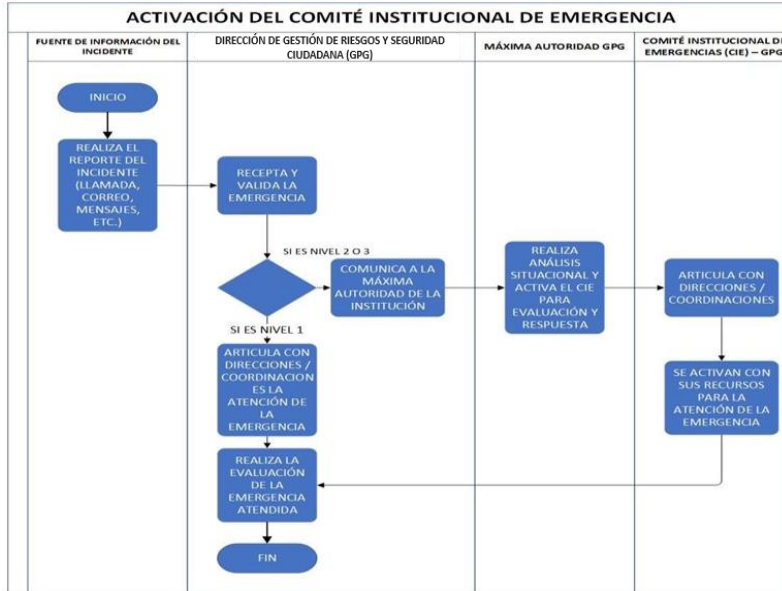 ACTIVACIÓN DEL COMITÉ INSTITUCIONAL DE EMERGENCIA
FUENTE DE INFORMACIÓN DEL
INCIDENTE
DIRECCIÓN DE GESTIÓN DE RIESGOS Y SEGURIDAD
CIUDADANA (GPG)
MÁXIMA AUTORIDAD GPG
COMITÉ INSTITUCIONAL DE
EMERGENCIAS (CIE) – GPG
INICIO
REALIZA EL
REPORTE DEL
INCIDENTE
(LLAMADA,
CORREO,
MENSAJES,
ETC.)
RECEPTA Y
VALIDA LA
EMERGENCIA
SI ES NIVEL 2 O 3
COMUNICA A LA
MÁXIMA
AUTORIDAD DE LA
INSTITUCIÓN
REALIZA
ANÁLISIS
SITUACIONAL Y
ACTIVA EL CIE
PARA
EVALUACIÓN Y
RESPUESTA
ARTICULA CON
DIRECCIONES /
COORDINACIONES
SI ES NIVEL 1
ARTICULA CON
DIRECCIONES /
COORDINACION
ES LA
ATENCIÓN DE
LA
EMERGENCIA
SE ACTIVAN CON
SUS RECURSOS
PARA LA
ATENCIÓN DE LA
EMERGENCIA
REALIZA LA
EVALUACIÓN
DE LA
EMERGENCIA
ATENDIDA
FIN